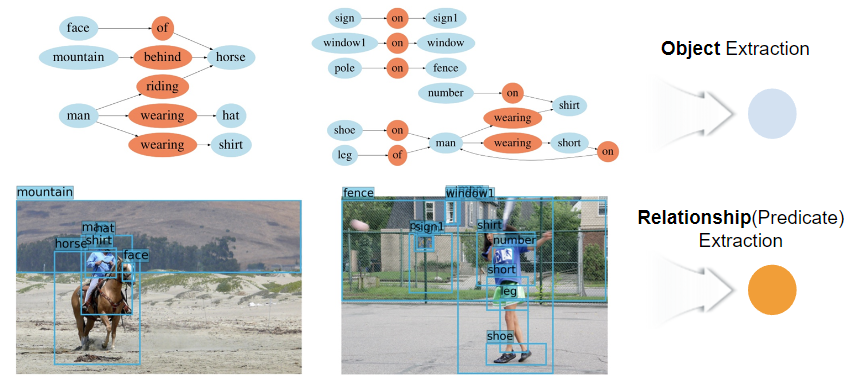 face
of
mountain
behind
horse
riding
man
wearing
hat
wearing
shirt
sign
on
sign1
window1
on
window
pole
on
fence
number
on
shirt
wearing
shoe
on
man
wearing
short
on
leg
of
Object Extraction
Relationship(Predicate)
Extraction
mountain
hat
horse
shirt
face
fence
window1
sign1
shirt
number
short
leg
shoe